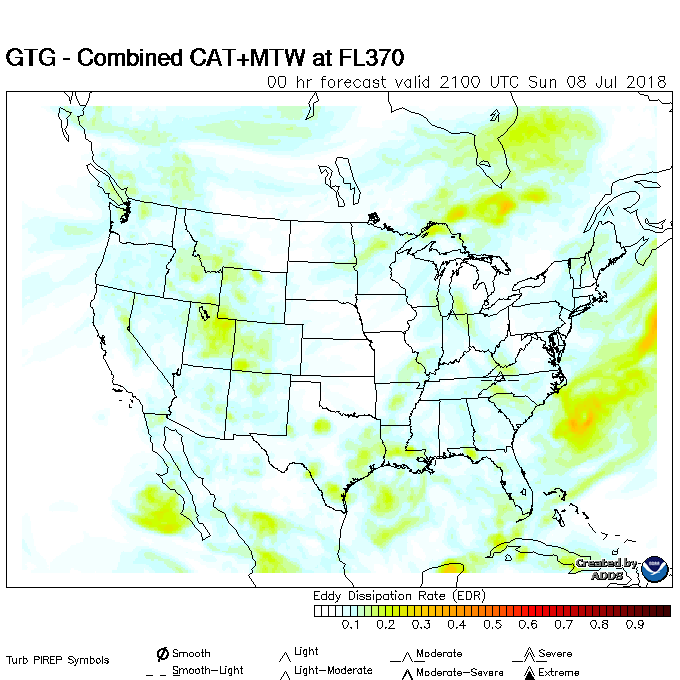 GTG - Combined CAT+MTW at FL370
00 hr forecast valid 2100 UTC Sun 08 Jul 2018
Created by
ADDS
NOAA
Eddy Dissipation Rate (EDR)
0.1 0.2 0.3 0.4 0.5 0.6 0.7 0.8 0.9
Turb PIREP Symbols
Smooth
Light
Moderate
Severe
Smooth-Light
Light-Moderate
Moderate-Severe
Extreme